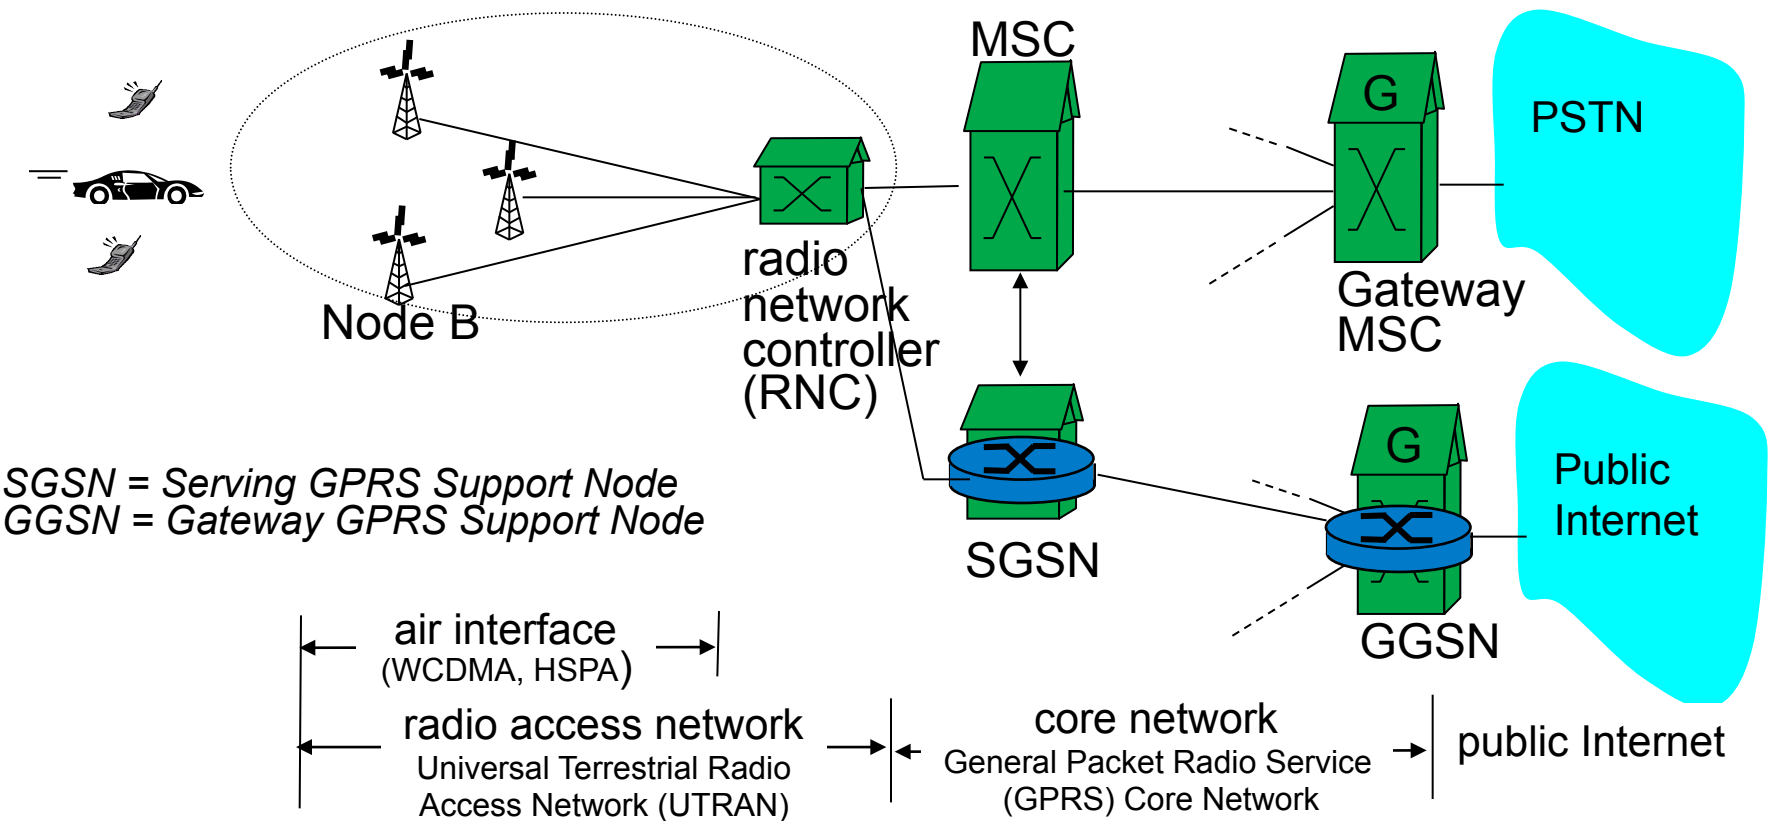 MSC
G
PSTN
radio
network
controller
(RNC)
Node B
Gateway
MSC
G
Public
Internet
SGSN = Serving GPRS Support Node
GGSN = Gateway GPRS Support Node
SGSN
GGSN
air interface
(WCDMA, HSPA)
radio access network
Universal Terrestrial Radio
Access Network (UTRAN)
core network
General Packet Radio Service
(GPRS) Core Network
public Internet